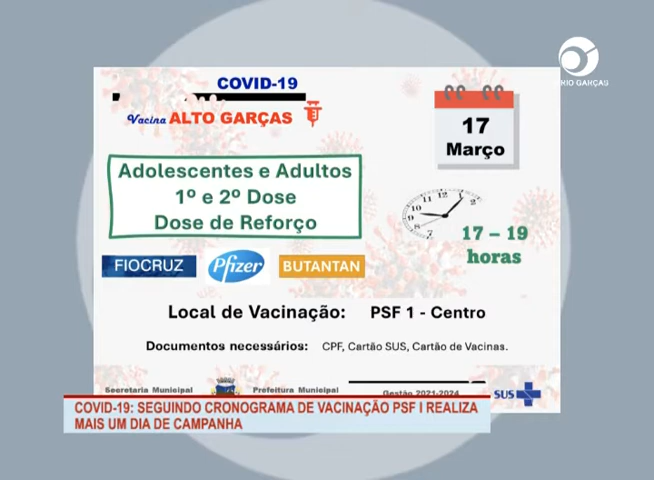 COVID-19
Vacina ALTO GARÇAS
RIO GARÇAS
17
Março
Adolescentes e Adultos
1º e 2º Dose
Dose de Reforço
17 – 19
horas
FIOCRUZ
Pfizer
BUTANTAN
Local de Vacinação: PSF 1 - Centro
Documentos necessários: CPF, Cartão SUS, Cartão de Vacinas.
Secretaria Municipal
Prefeitura Municipal
Gestão 2021-2024
SUS
COVID-19: SEGUINDO CRONOGRAMA DE VACINAÇÃO PSF I REALIZA
MAIS UM DIA DE CAMPANHA